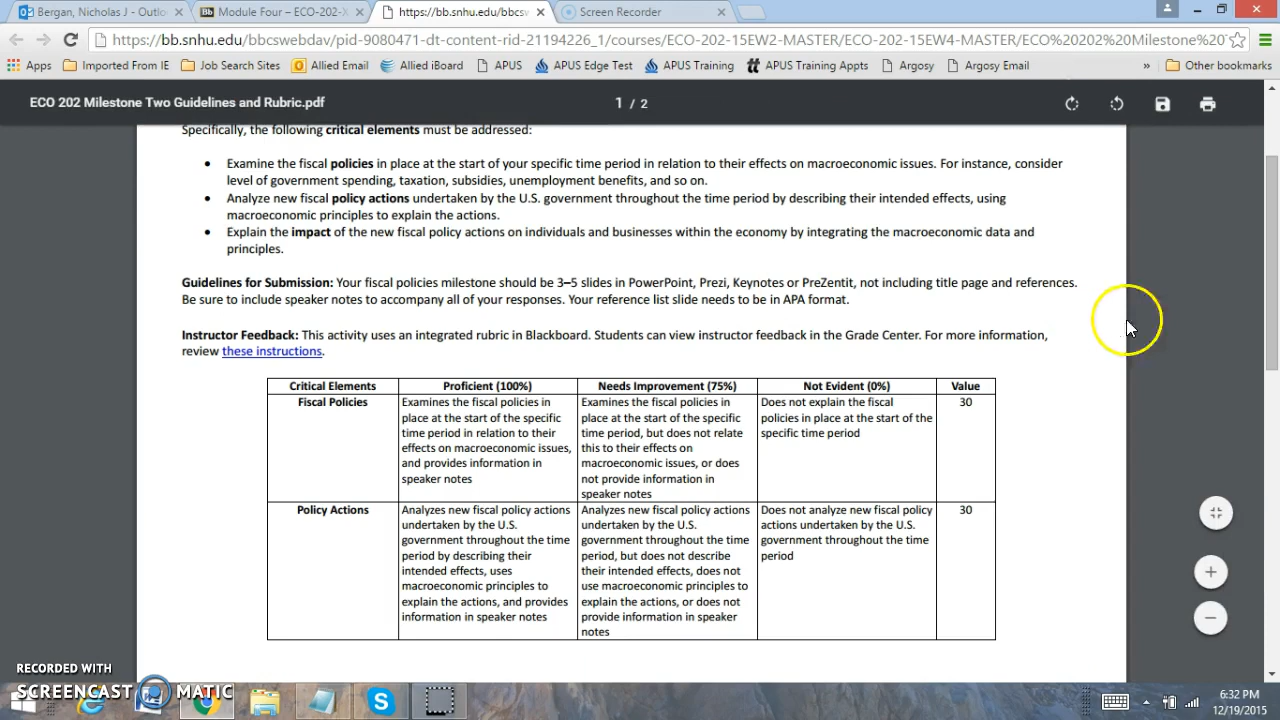 Bergan, Nicholas J - Outlo
Bb Module Four – ECO-202-X
https://bb.snhu.edu/bbcsw
Screen Recorder
https://bb.snhu.edu/bbcswebdav/pid-9080471-dt-content-rid-21194226_1/courses/ECO-202-15EW2-MASTER/ECO-202-15EW4-MASTER/ECO%20202%20Milestone%20
Apps Imported From IE Job Search Sites Allied Email Allied iBoard APUS APUS Edge Test APUS Training APUS Training Appts Argosy Argosy Email » Other bookmarks
ECO 202 Milestone Two Guidelines and Rubric.pdf
1 / 2
Specifically, the following critical elements must be addressed:
• Examine the fiscal policies in place at the start of your specific time period in relation to their effects on macroeconomic issues. For instance, consider
level of government spending, taxation, subsidies, unemployment benefits, and so on.
• Analyze new fiscal policy actions undertaken by the U.S. government throughout the time period by describing their intended effects, using
macroeconomic principles to explain the actions.
• Explain the impact of the new fiscal policy actions on individuals and businesses within the economy by integrating the macroeconomic data and
principles.
Guidelines for Submission: Your fiscal policies milestone should be 3–5 slides in PowerPoint, Prezi, Keynotes or PreZentit, not including title page and references.
Be sure to include speaker notes to accompany all of your responses. Your reference list slide needs to be in APA format.
Instructor Feedback: This activity uses an integrated rubric in Blackboard. Students can view instructor feedback in the Grade Center. For more information,
review these instructions.
Critical Elements
Proficient (100%)
Needs Improvement (75%)
Not Evident (0%)
Value
Fiscal Policies
Examines the fiscal policies in
place at the start of the specific
time period in relation to their
effects on macroeconomic issues,
and provides information in
speaker notes
Examines the fiscal policies in
place at the start of the specific
time period, but does not relate
this to their effects on
macroeconomic issues, or does
not provide information in
speaker notes
Does not explain the fiscal
policies in place at the start of the
specific time period
30
Policy Actions
Analyzes new fiscal policy actions
undertaken by the U.S.
government throughout the time
period by describing their
intended effects, uses
macroeconomic principles to
explain the actions, and provides
information in speaker notes
Analyzes new fiscal policy actions
undertaken by the U.S.
government throughout the time
period, but does not describe
their intended effects, does not
use macroeconomic principles to
explain the actions, or does not
provide information in speaker
notes
Does not analyze new fiscal policy
actions undertaken by the U.S.
government throughout the time
period
30
RECORDED WITH
SCREENCAST MATIC
6:32 PM
12/19/2015